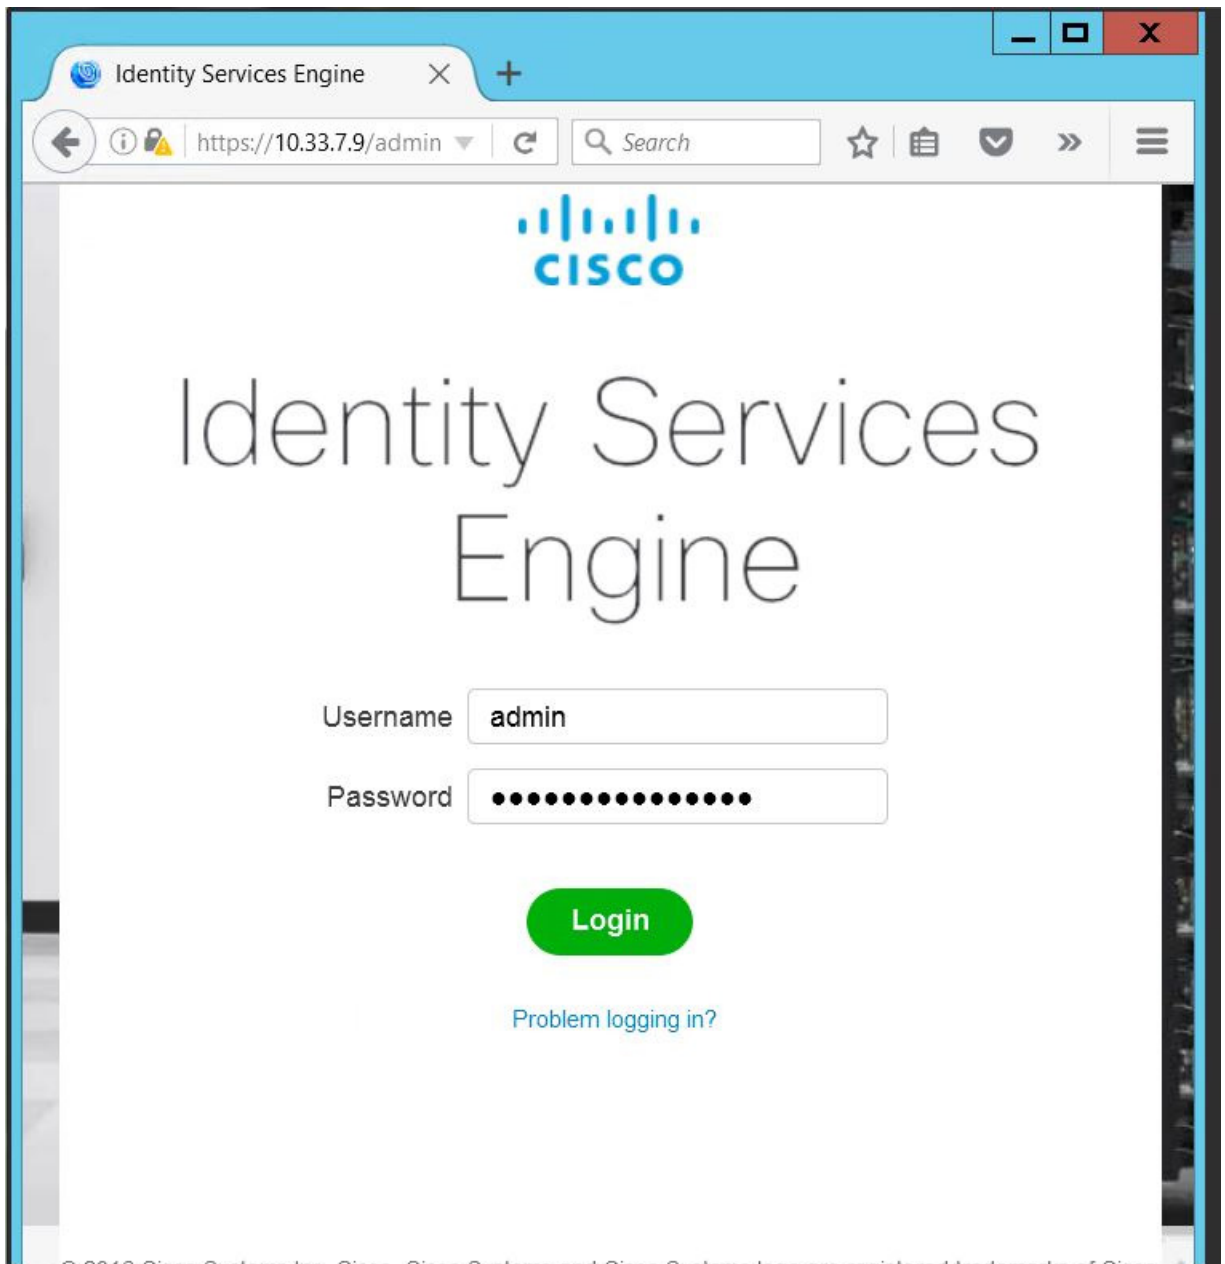 Identity Services Engine
https://10.33.7.9/admin
Search
CISCO
Identity Services
Engine
Username admin
Password ●●●●●●●●●●●●●●●
Login
Problem logging in?